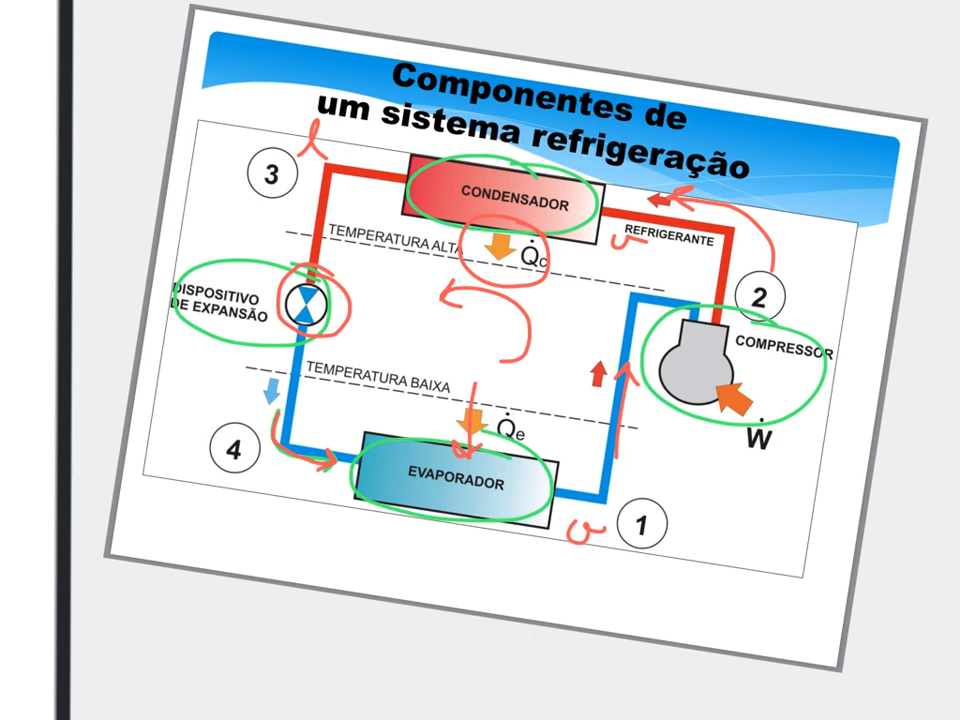 Componentes de
um sistema refrigeração
3
l
CONDENSADOR
TEMPERATURA ALTA
Q̇c
v
REFRIGERANTE
2
DISPOSITIVO
DE EXPANSÃO
COMPRESSOR
Ẇ
TEMPERATURA BAIXA
Q̇e
4
EVAPORADOR
v
1